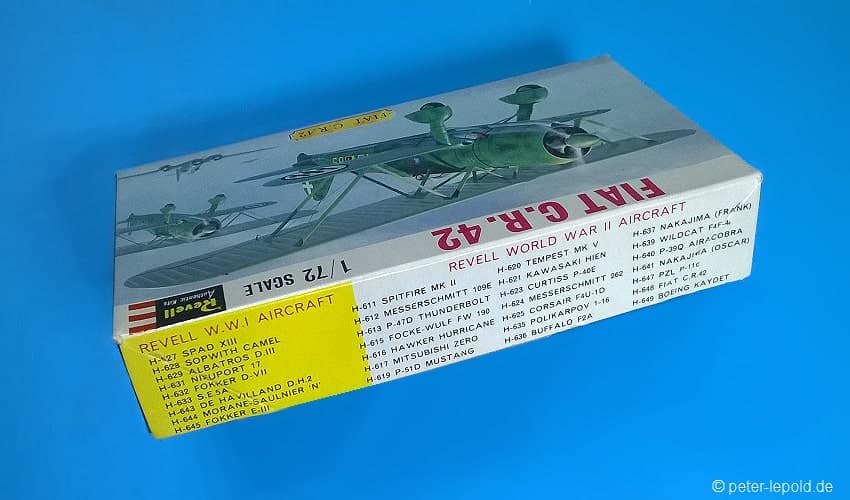 FIAT C.R.42
FIAT C.R. 42
1/72 SCALE
Revell
Authentic Kits
REVELL W.W.I AIRCRAFT
H-627 SPAD XIII
H-628 SOPWITH CAMEL
H-629 ALBATROS D.III
H-631 NIEUPORT 17
H-632 FOKKER D-VII
H-633 S.E.5A
H-643 DE HAVILLAND D.H.2
H-644 MORANE-SAULNIER 'N'
H-645 FOKKER E-III
REVELL WORLD WAR II AIRCRAFT
H-611 SPITFIRE MK II
H-612 MESSERSCHMITT 109E
H-613 P-47D THUNDERBOLT
H-615 FOCKE-WULF FW 190
H-616 HAWKER HURRICANE
H-617 MITSUBISHI ZERO
H-619 P-51D MUSTANG
H-620 TEMPEST MK V
H-621 KAWASAKI HIEN
H-623 CURTISS P-40E
H-624 MESSERSCHMITT 262
H-625 CORSAIR F4U-1D
H-635 POLIKARPOV 1-16
H-636 BUFFALO F2A
H-637 NAKAJIMA (FRANK)
H-639 WILDCAT F4F-4
H-640 P-39Q AIRACOBRA
H-641 NAKAJIMA (OSCAR)
H-647 PZL P-11c
H-648 FIAT C.R.42
H-649 BOEING KAYDET
© peter-lepold.de